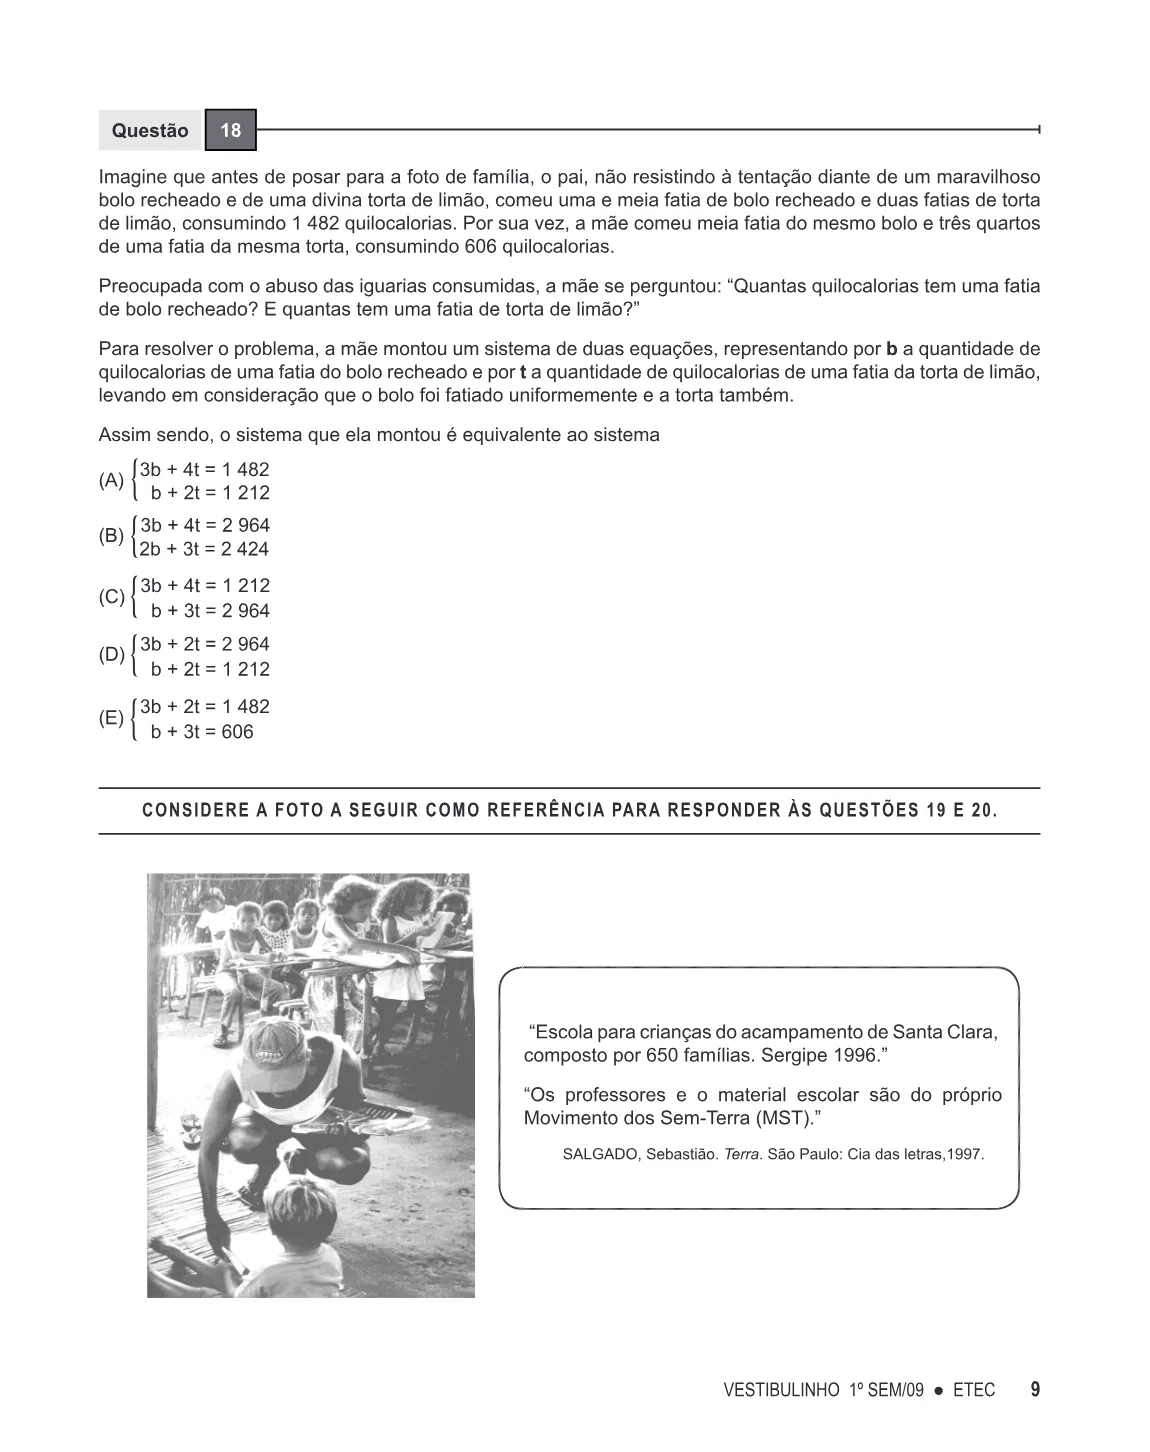 Questão 18
Imagine que antes de posar para a foto de família, o pai, não resistindo à tentação diante de um maravilhoso
bolo recheado e de uma divina torta de limão, comeu uma e meia fatia de bolo recheado e duas fatias de torta
de limão, consumindo 1 482 quilocalorias. Por sua vez, a mãe comeu meia fatia do mesmo bolo e três quartos
de uma fatia da mesma torta, consumindo 606 quilocalorias.
Preocupada com o abuso das iguarias consumidas, a mãe se perguntou: “Quantas quilocalorias tem uma fatia
de bolo recheado? E quantas tem uma fatia de torta de limão?”
Para resolver o problema, a mãe montou um sistema de duas equações, representando por b a quantidade de
quilocalorias de uma fatia do bolo recheado e por t a quantidade de quilocalorias de uma fatia da torta de limão,
levando em consideração que o bolo foi fatiado uniformemente e a torta também.
Assim sendo, o sistema que ela montou é equivalente ao sistema
(A) { 3b + 4t = 1 482
b + 2t = 1 212
(B) { 3b + 4t = 2 964
2b + 3t = 2 424
(C) { 3b + 4t = 1 212
b + 3t = 2 964
(D) { 3b + 2t = 2 964
b + 2t = 1 212
(E) { 3b + 2t = 1 482
b + 3t = 606
CONSIDERE A FOTO A SEGUIR COMO REFERÊNCIA PARA RESPONDER ÀS QUESTÕES 19 E 20.
“Escola para crianças do acampamento de Santa Clara,
composto por 650 famílias. Sergipe 1996.”
“Os professores e o material escolar são do próprio
Movimento dos Sem-Terra (MST).”
SALGADO, Sebastião. Terra. São Paulo: Cia das letras,1997.
VESTIBULINHO 1º SEM/09 ● ETEC 9